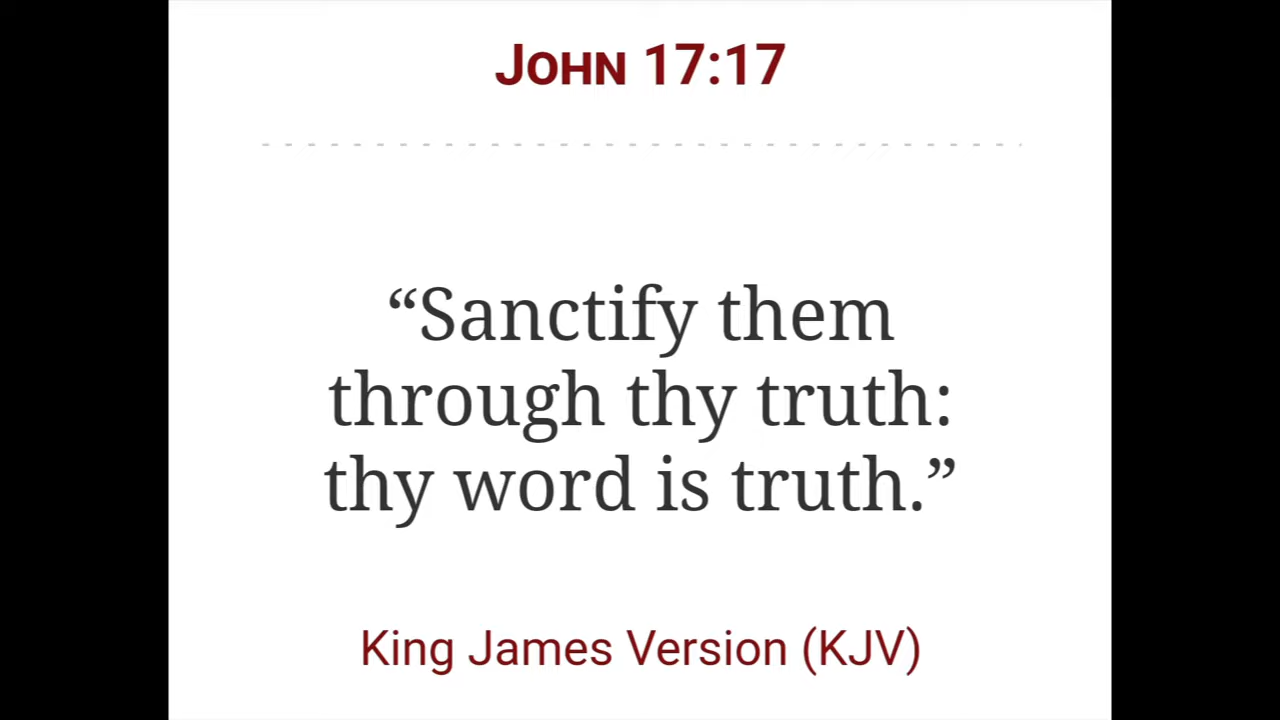 John 17:17
“Sanctify them
through thy truth:
thy word is truth.”
King James Version (KJV)